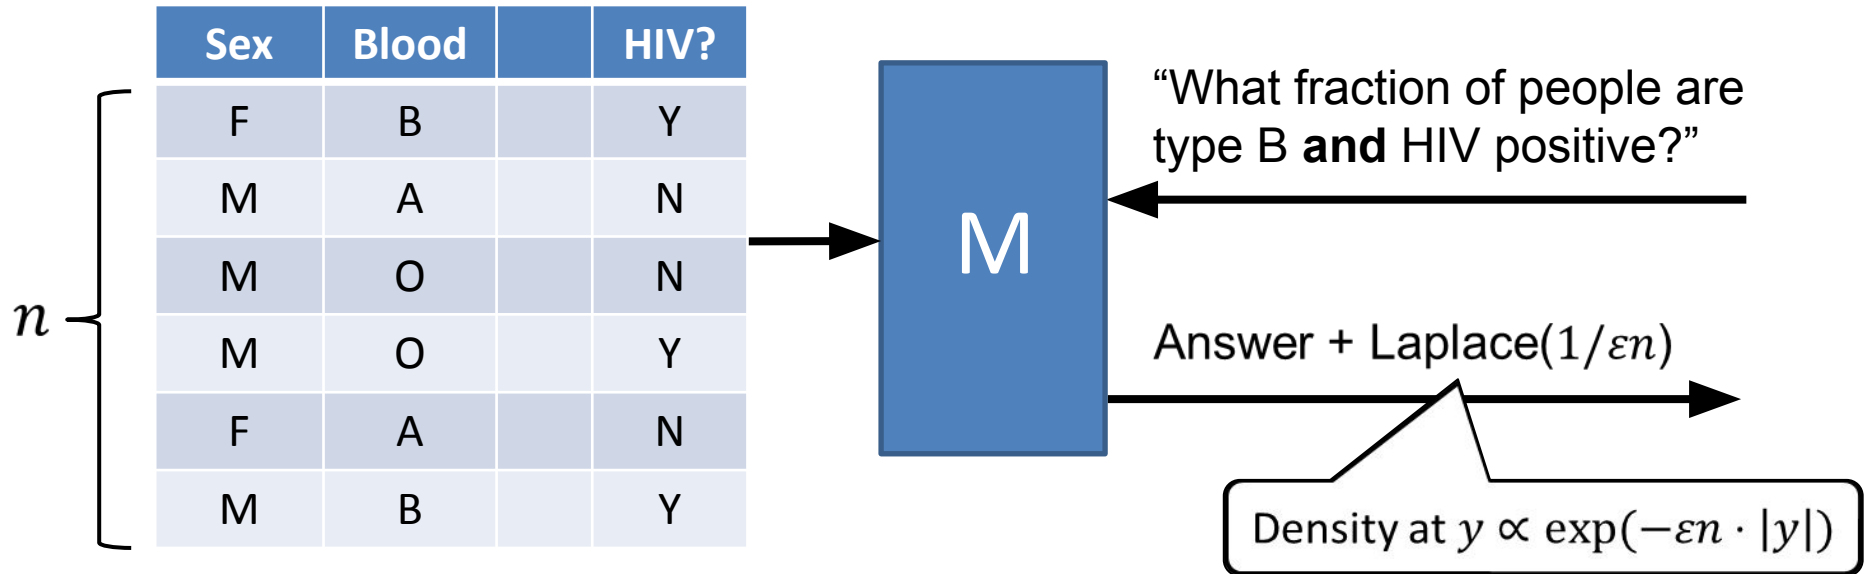 Sex Blood HIV?
F B Y
M A N
M O N
M O Y
F A N
M B Y
n
M
“What fraction of people are
type B and HIV positive?”
Answer + Laplace(1/εn)
Density at y ∝ exp(−εn · |y|)